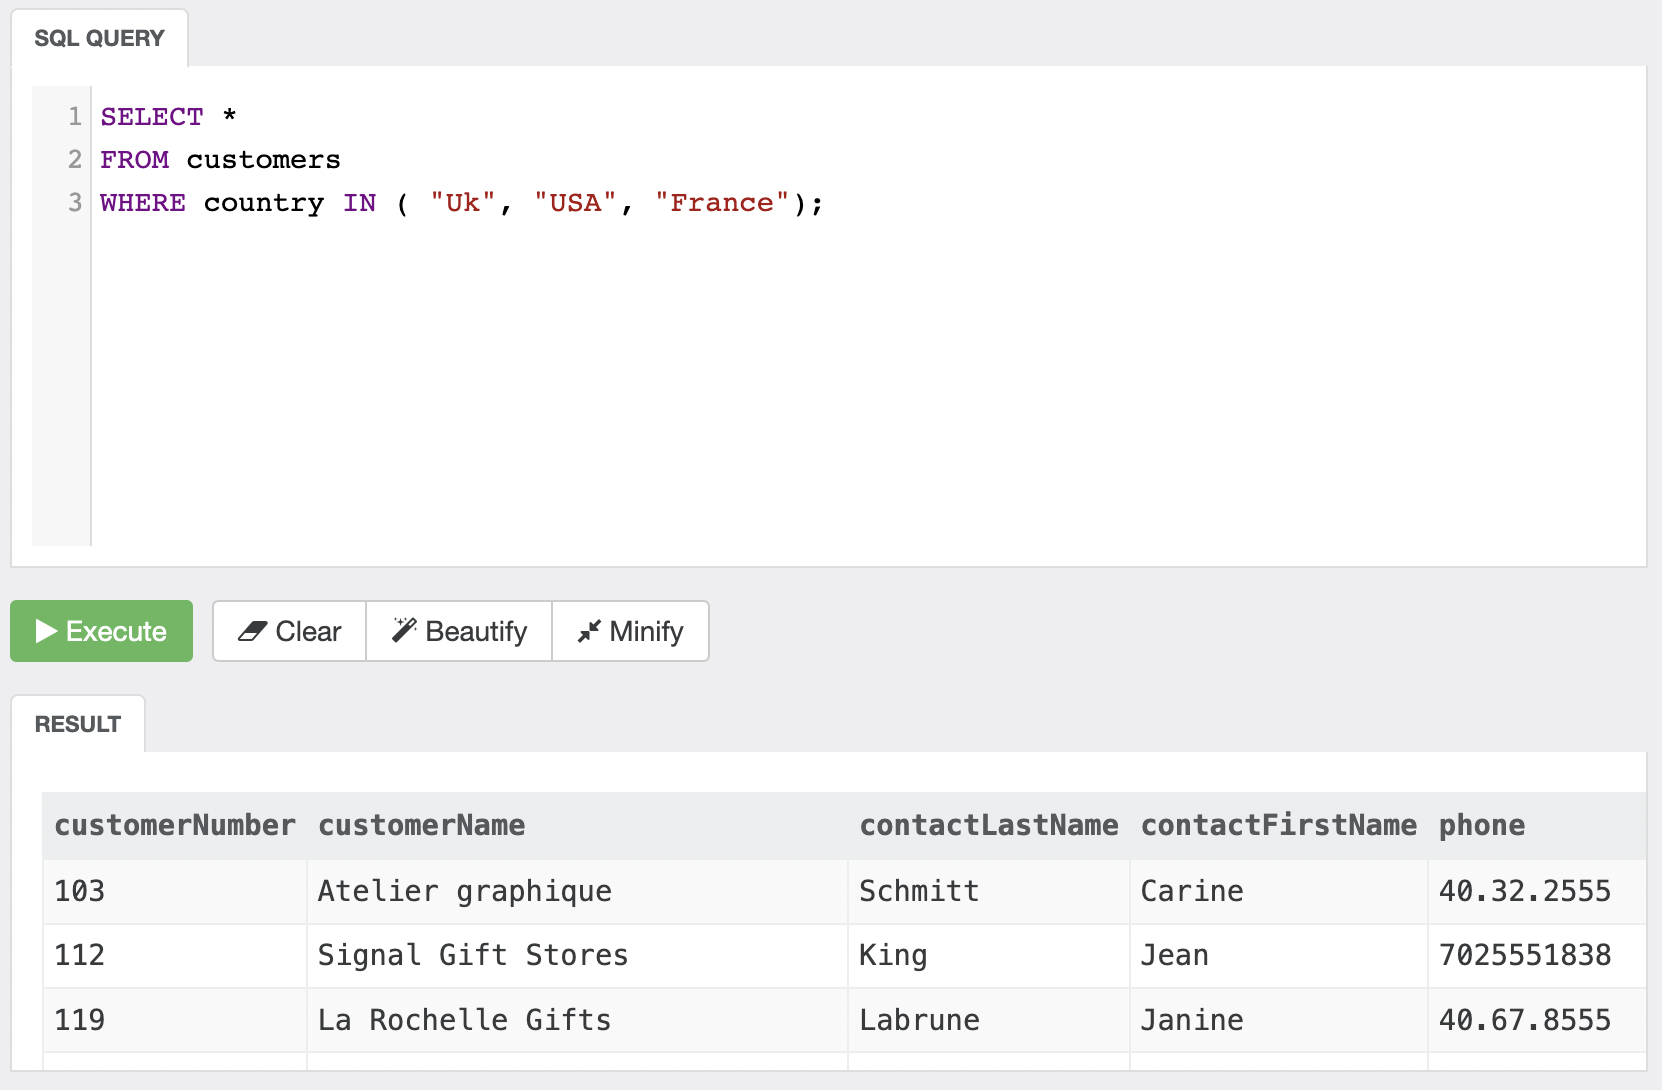 SQL QUERY
1 SELECT *
2 FROM customers
3 WHERE country IN ( "Uk", "USA", "France");
Execute Clear Beautify Minify
RESULT
customerNumber customerName contactLastName contactFirstName phone
103 Atelier graphique Schmitt Carine 40.32.2555
112 Signal Gift Stores King Jean 7025551838
119 La Rochelle Gifts Labrune Janine 40.67.8555